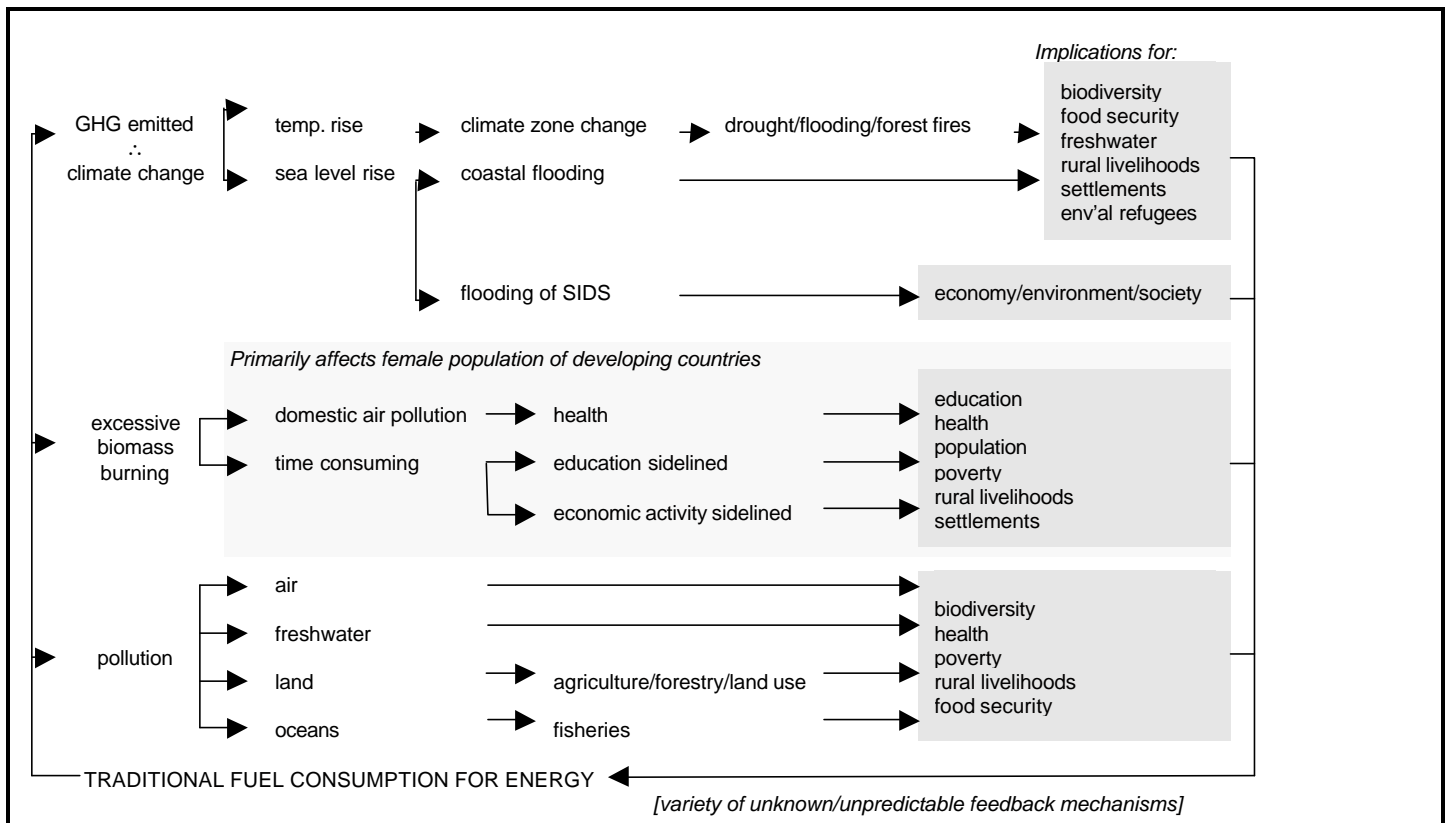 Implications for:
GHG emitted
∴
climate change
temp. rise
climate zone change
drought/flooding/forest fires
sea level rise
coastal flooding
biodiversity
food security
freshwater
rural livelihoods
settlements
env'al refugees
flooding of SIDS
economy/environment/society
Primarily affects female population of developing countries
excessive
biomass
burning
domestic air pollution
health
time consuming
education sidelined
economic activity sidelined
education
health
population
poverty
rural livelihoods
settlements
pollution
air
freshwater
land
agriculture/forestry/land use
oceans
fisheries
biodiversity
health
poverty
rural livelihoods
food security
TRADITIONAL FUEL CONSUMPTION FOR ENERGY
[variety of unknown/unpredictable feedback mechanisms]